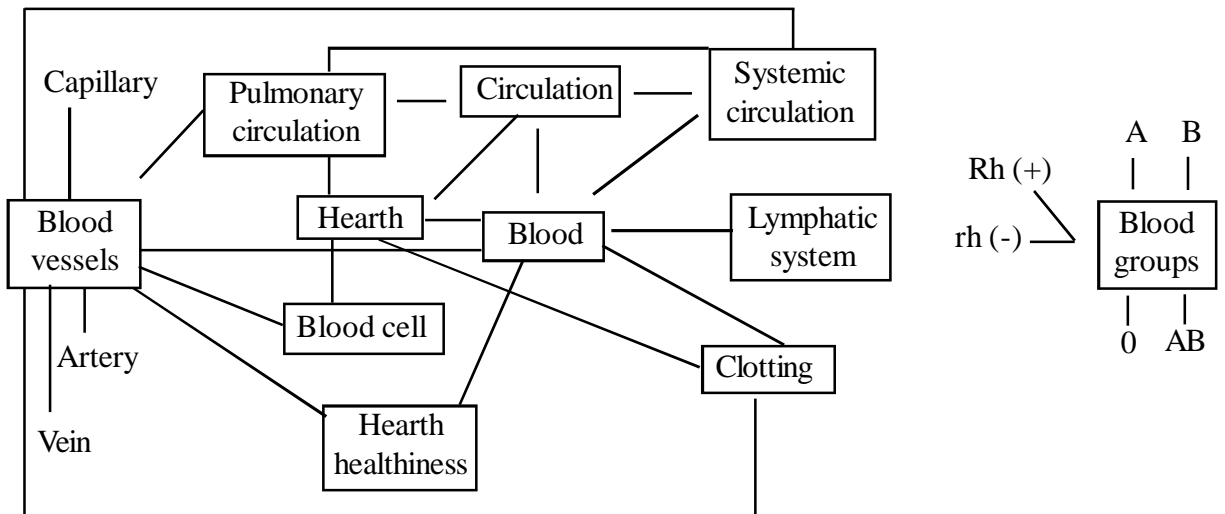 Capillary
Pulmonary
circulation
Circulation
Systemic
circulation
Blood
vessels
Hearth
Blood
Lymphatic
system
Blood cell
Artery
Clotting
Vein
Hearth
healthiness
A
B
Rh (+)
rh (-)
Blood
groups
0
AB